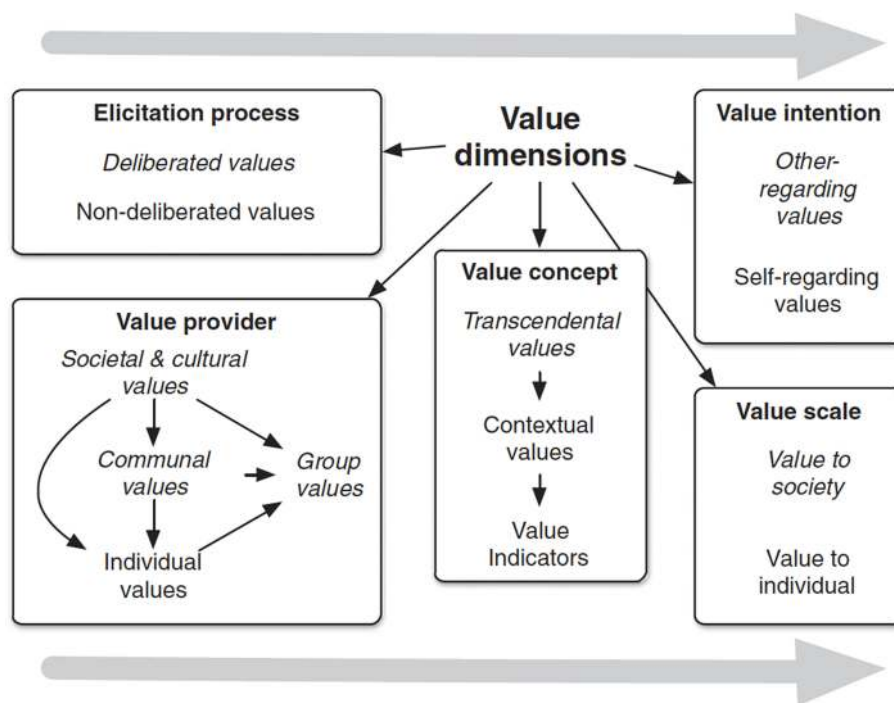 Elicitation process
Deliberated values
Non-deliberated values
Value
dimensions
Value intention
Other-
regarding
values
Self-regarding
values
Value provider
Societal & cultural
values
Communal
values
Group
values
Individual
values
Value concept
Transcendental
values
Contextual
values
Value
Indicators
Value scale
Value to
society
Value to
individual